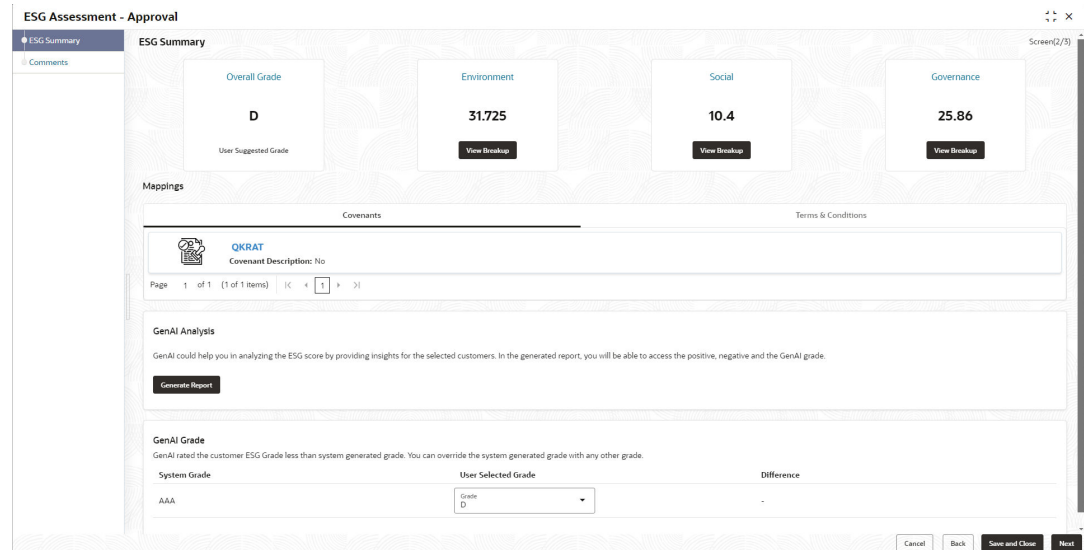 ESG Assessment - Approval
ESG Summary
Comments
ESG Summary
Screen(2/3)
Overall Grade
D
User Suggested Grade
Environment
31.725
View Breakup
Social
10.4
View Breakup
Governance
25.86
View Breakup
Mappings
Covenants
Terms & Conditions
QKRAT
Covenant Description: No
Page 1 of 1 (1 of 1 items) 1
GenAI Analysis
GenAI could help you in analyzing the ESG score by providing insights for the selected customers. In the generated report, you will be able to access the positive, negative and the GenAI grade.
Generate Report
GenAI Grade
GenAI rated the customer ESG Grade less than system generated grade. You can override the system generated grade with any other grade.
System Grade User Selected Grade Difference
AAA
Grade
D
-
Cancel Back Save and Close Next